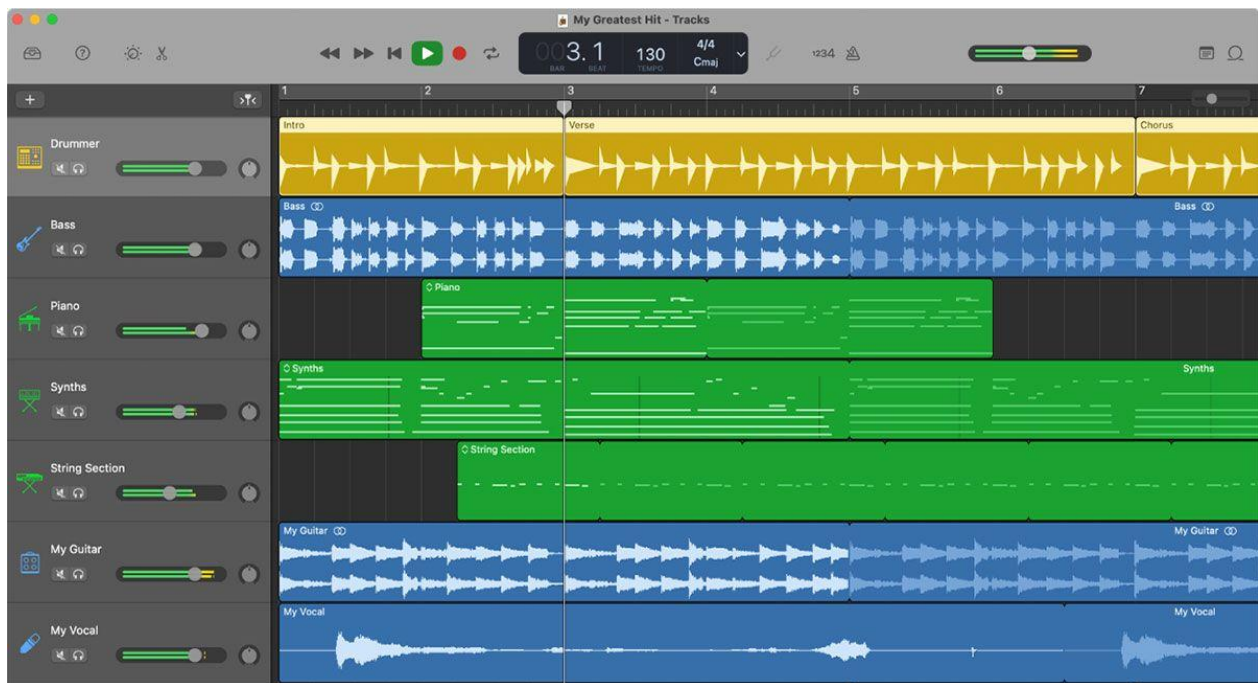 My Greatest Hit - Tracks
003.1
BAR BEAT
130
TEMPO
4/4
Cmaj
1234
1 2 3 4 5 6 7
Drummer
Intro Verse Chorus
Bass
Bass Bass
Piano
Piano
Synths
Synths Synths
String Section
String Section
My Guitar
My Guitar My Guitar
My Vocal
My Vocal My Vocal